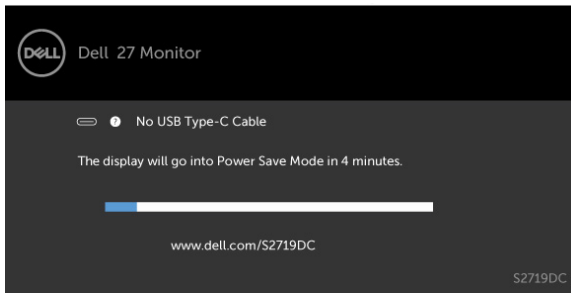 DELL
Dell 27 Monitor
? No USB Type-C Cable
The display will go into Power Save Mode in 4 minutes.
www.dell.com/S2719DC
S2719DC